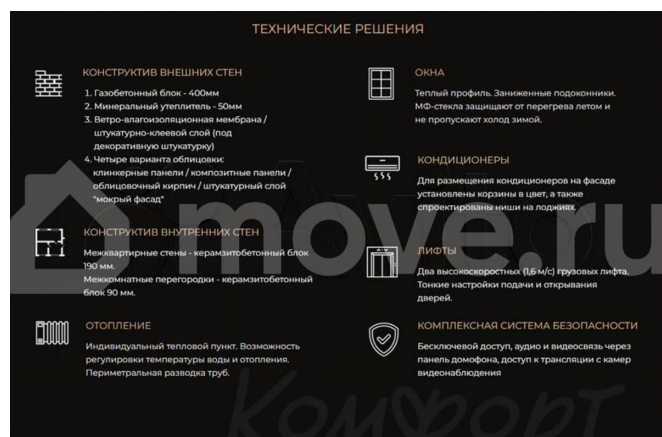 ТЕХНИЧЕСКИЕ РЕШЕНИЯ
КОНСТРУКТИВ ВНЕШНИХ СТЕН
1. Газобетонный блок - 400мм
2. Минеральный утеплитель - 50мм
3. Ветро-влагоизоляционная мембрана /
штукатурно-клеевой слой (под
декоративную штукатурку)
4. Четыре варианта облицовки:
клинкерные панели / композитные панели /
облицовочный кирпич / штукатурный слой
"мокрый фасад"
КОНСТРУКТИВ ВНУТРЕННИХ СТЕН
Межквартирные стены - керамзитобетонный блок
190 мм.
Межкомнатные перегородки - керамзитобетонный
блок 90 мм.
ОТОПЛЕНИЕ
Индивидуальный тепловой пункт. Возможность
регулировки температуры воды и отопления.
Периметральная разводка труб.
ОКНА
Теплый профиль. Заниженные подоконники.
МФ-стекла защищают от перегрева летом и
не пропускают холод зимой.
КОНДИЦИОНЕРЫ
Для размещения кондиционеров на фасаде
установлены корзины в цвет, а также
спроектированы ниши на лоджиях.
ЛИФТЫ
Два высокоскоростных (1,6 м/с) грузовых лифта.
Тонкие настройки подачи и открывания
дверей.
КОМПЛЕКСНАЯ СИСТЕМА БЕЗОПАСНОСТИ
Бесключевой доступ, аудио и видеосвязь через
панель домофона, доступ к трансляции с камер
видеонаблюдения
move.ru
Комфорт